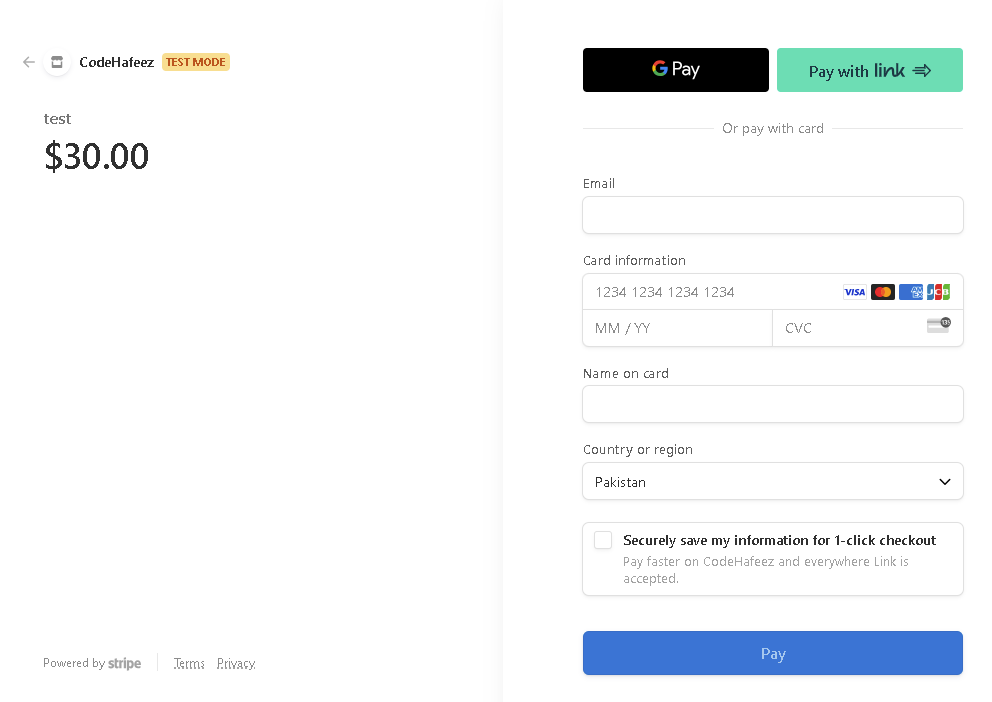 CodeHafeez TEST MODE
test
$30.00
G Pay
Pay with link
Or pay with card
Email
Card information
1234 1234 1234 1234 VISA JCB
MM / YY CVC
Name on card
Country or region
Pakistan
Securely save my information for 1-click checkout
Pay faster on CodeHafeez and everywhere Link is
accepted.
Pay
Powered by stripe Terms Privacy